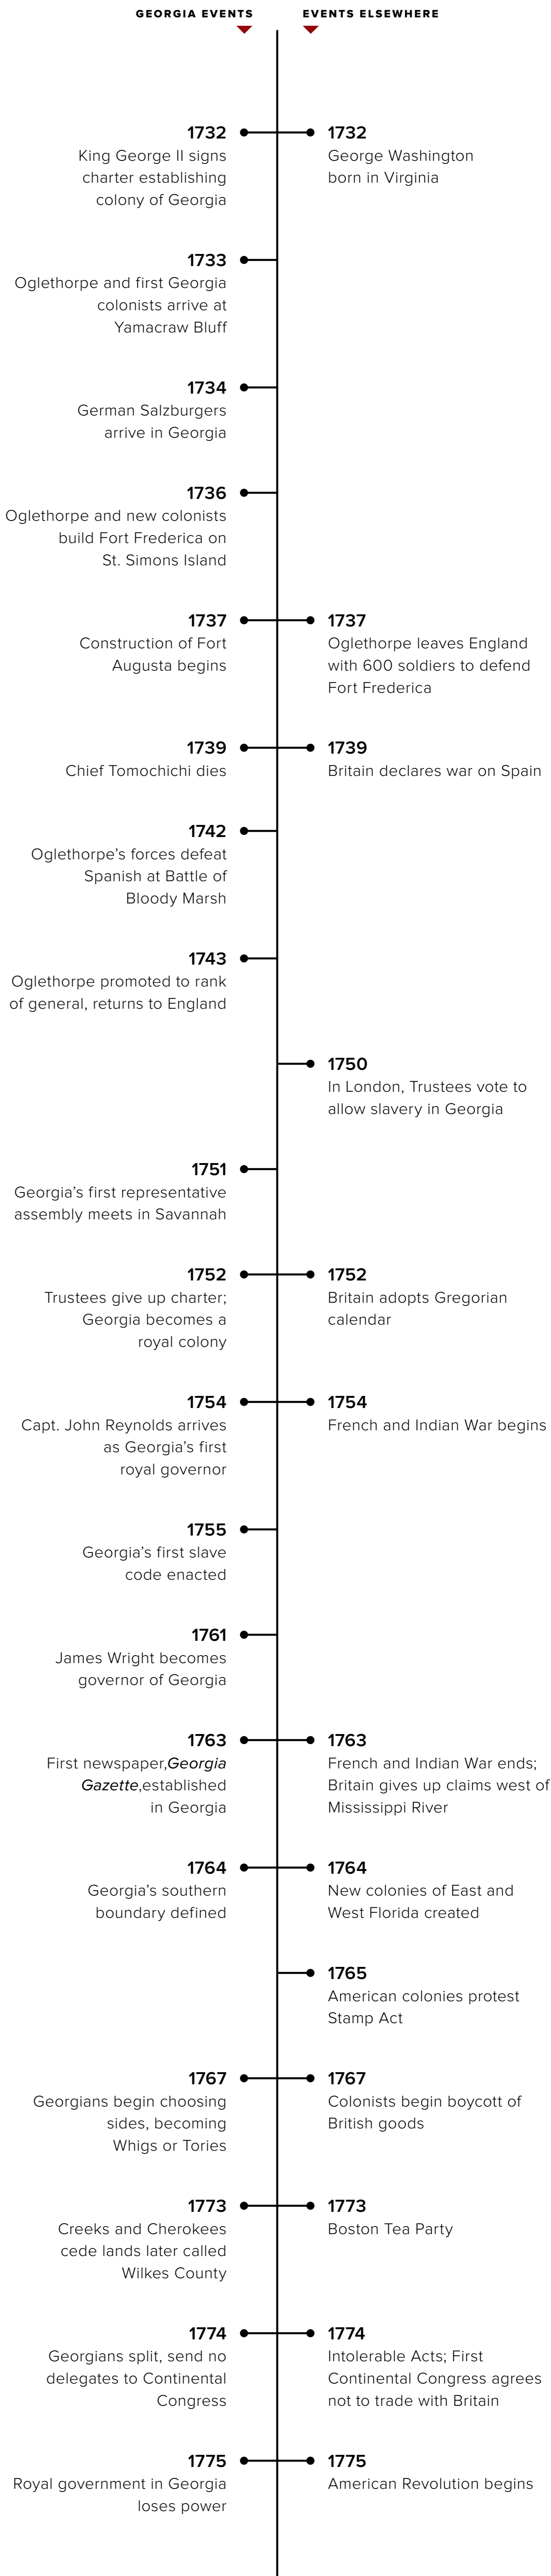 GEORGIA EVENTS
EVENTS ELSEWHERE
1732
King George II signs
charter establishing
colony of Georgia
1732
George Washington
born in Virginia
1733
Oglethorpe and first Georgia
colonists arrive at
Yamacraw Bluff
1734
German Salzburgers
arrive in Georgia
1736
Oglethorpe and new colonists
build Fort Frederica on
St. Simons Island
1737
Construction of Fort
Augusta begins
1737
Oglethorpe leaves England
with 600 soldiers to defend
Fort Frederica
1739
Chief Tomochichi dies
1739
Britain declares war on Spain
1742
Oglethorpe’s forces defeat
Spanish at Battle of
Bloody Marsh
1743
Oglethorpe promoted to rank
of general, returns to England
1750
In London, Trustees vote to
allow slavery in Georgia
1751
Georgia’s first representative
assembly meets in Savannah
1752
Trustees give up charter;
Georgia becomes a
royal colony
1752
Britain adopts Gregorian
calendar
1754
Capt. John Reynolds arrives
as Georgia’s first
royal governor
1754
French and Indian War begins
1755
Georgia’s first slave
code enacted
1761
James Wright becomes
governor of Georgia
1763
First newspaper,Georgia
Gazette,established
in Georgia
1763
French and Indian War ends;
Britain gives up claims west of
Mississippi River
1764
Georgia’s southern
boundary defined
1764
New colonies of East and
West Florida created
1765
American colonies protest
Stamp Act
1767
Georgians begin choosing
sides, becoming
Whigs or Tories
1767
Colonists begin boycott of
British goods
1773
Creeks and Cherokees
cede lands later called
Wilkes County
1773
Boston Tea Party
1774
Georgians split, send no
delegates to Continental
Congress
1774
Intolerable Acts; First
Continental Congress agrees
not to trade with Britain
1775
Royal government in Georgia
loses power
1775
American Revolution begins